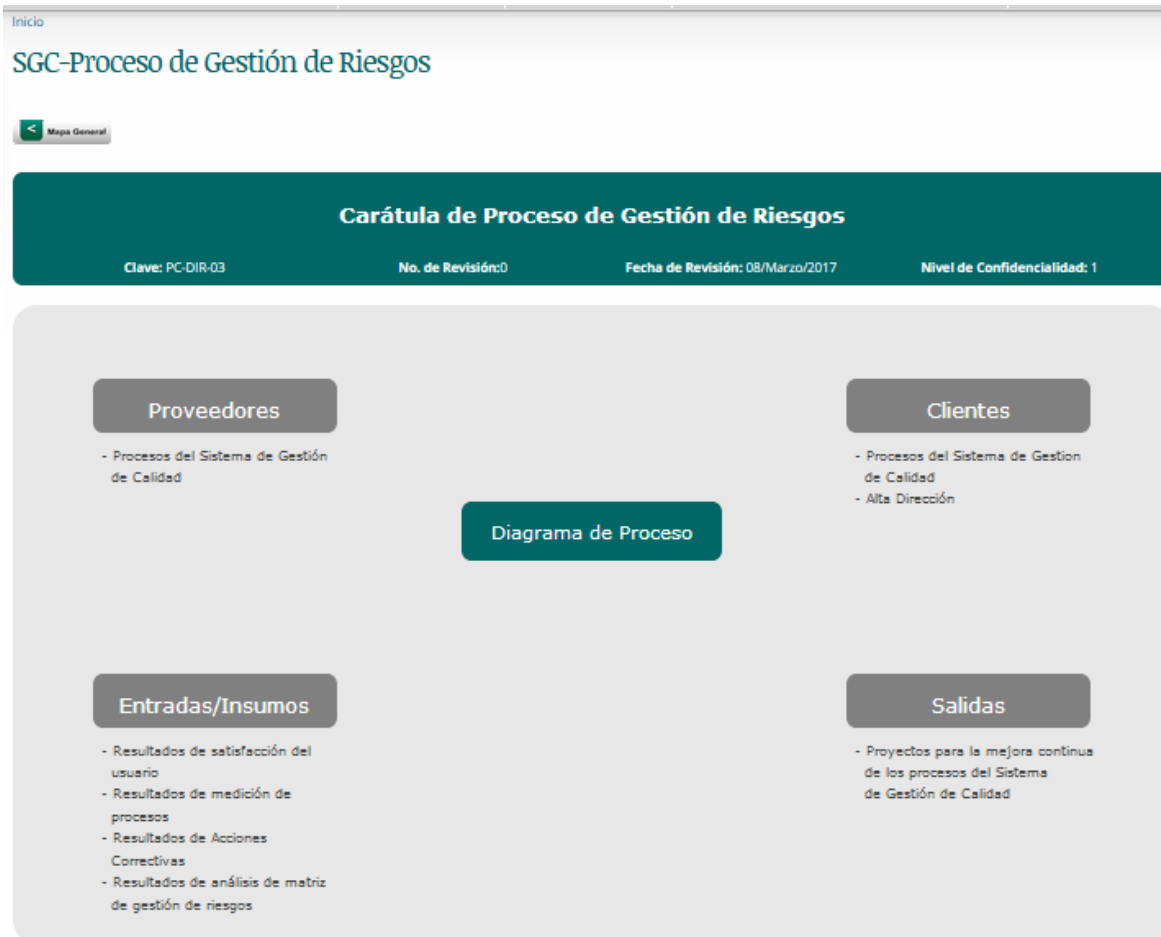 Inicio
SGC-Proceso de Gestión de Riesgos
< Mapa General
Carátula de Proceso de Gestión de Riesgos
Clave: PC-DIR-03 No. de Revisión:0 Fecha de Revisión: 08/Marzo/2017 Nivel de Confidencialidad: 1
Proveedores
- Procesos del Sistema de Gestión
de Calidad
Clientes
- Procesos del Sistema de Gestion
de Calidad
- Alta Dirección
Diagrama de Proceso
Entradas/Insumos
- Resultados de satisfacción del
usuario
- Resultados de medición de
procesos
- Resultados de Acciones
Correctivas
- Resultados de análisis de matriz
de gestión de riesgos
Salidas
- Proyectos para la mejora continua
de los procesos del Sistema
de Gestión de Calidad